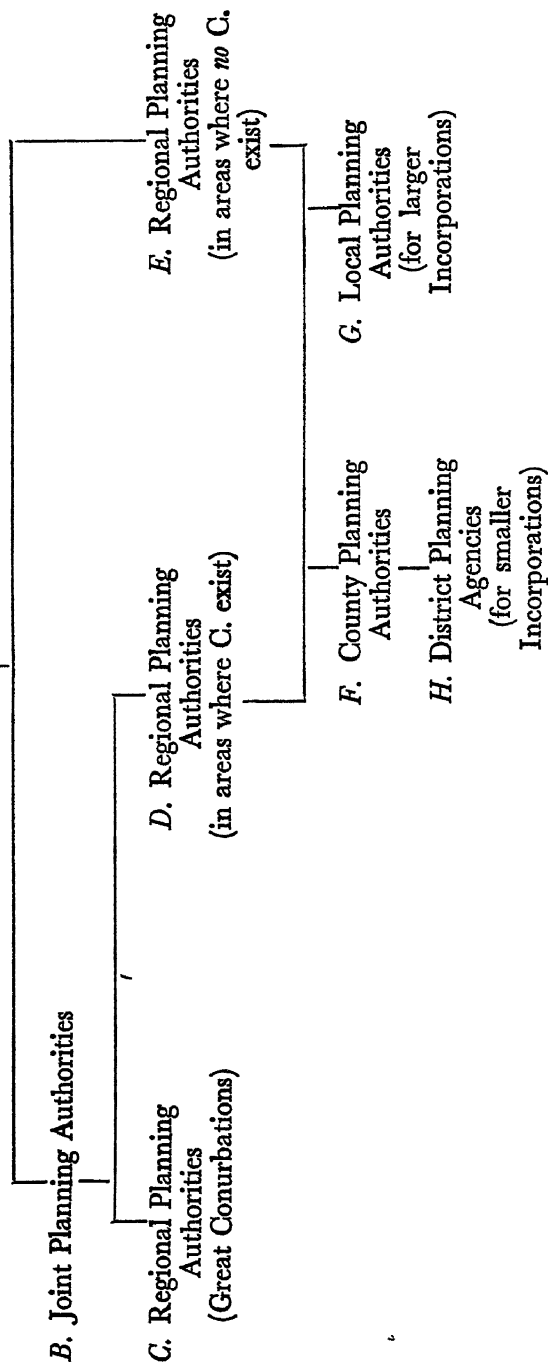 B. Joint Planning Authorities
C. Regional Planning
Authorities
(Great Conurbations)
D. Regional Planning
Authorities
(in areas where C. exist)
E. Regional Planning
Authorities
(in areas where no C.
exist)
F. County Planning
Authorities
G. Local Planning
Authorities
(for larger
Incorporations)
H. District Planning
Agencies
(for smaller
Incorporations)